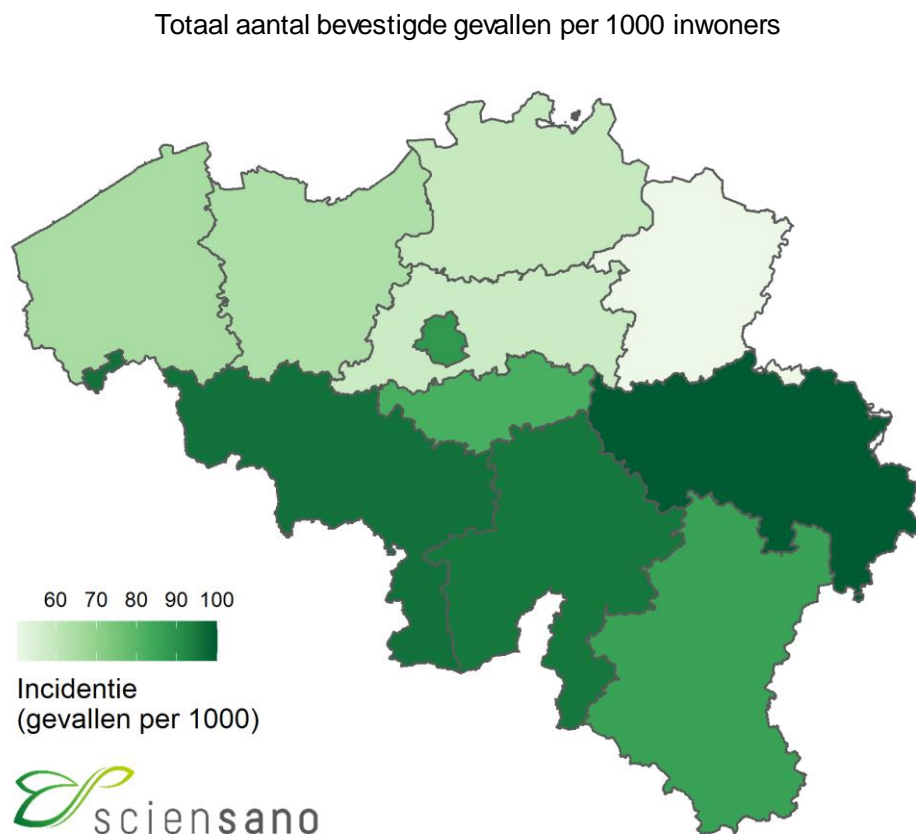 Totaal aantal bevestigde gevallen per 1000 inwoners
60 70 80 90 100
Incidentie
(gevallen per 1000)
sciensano